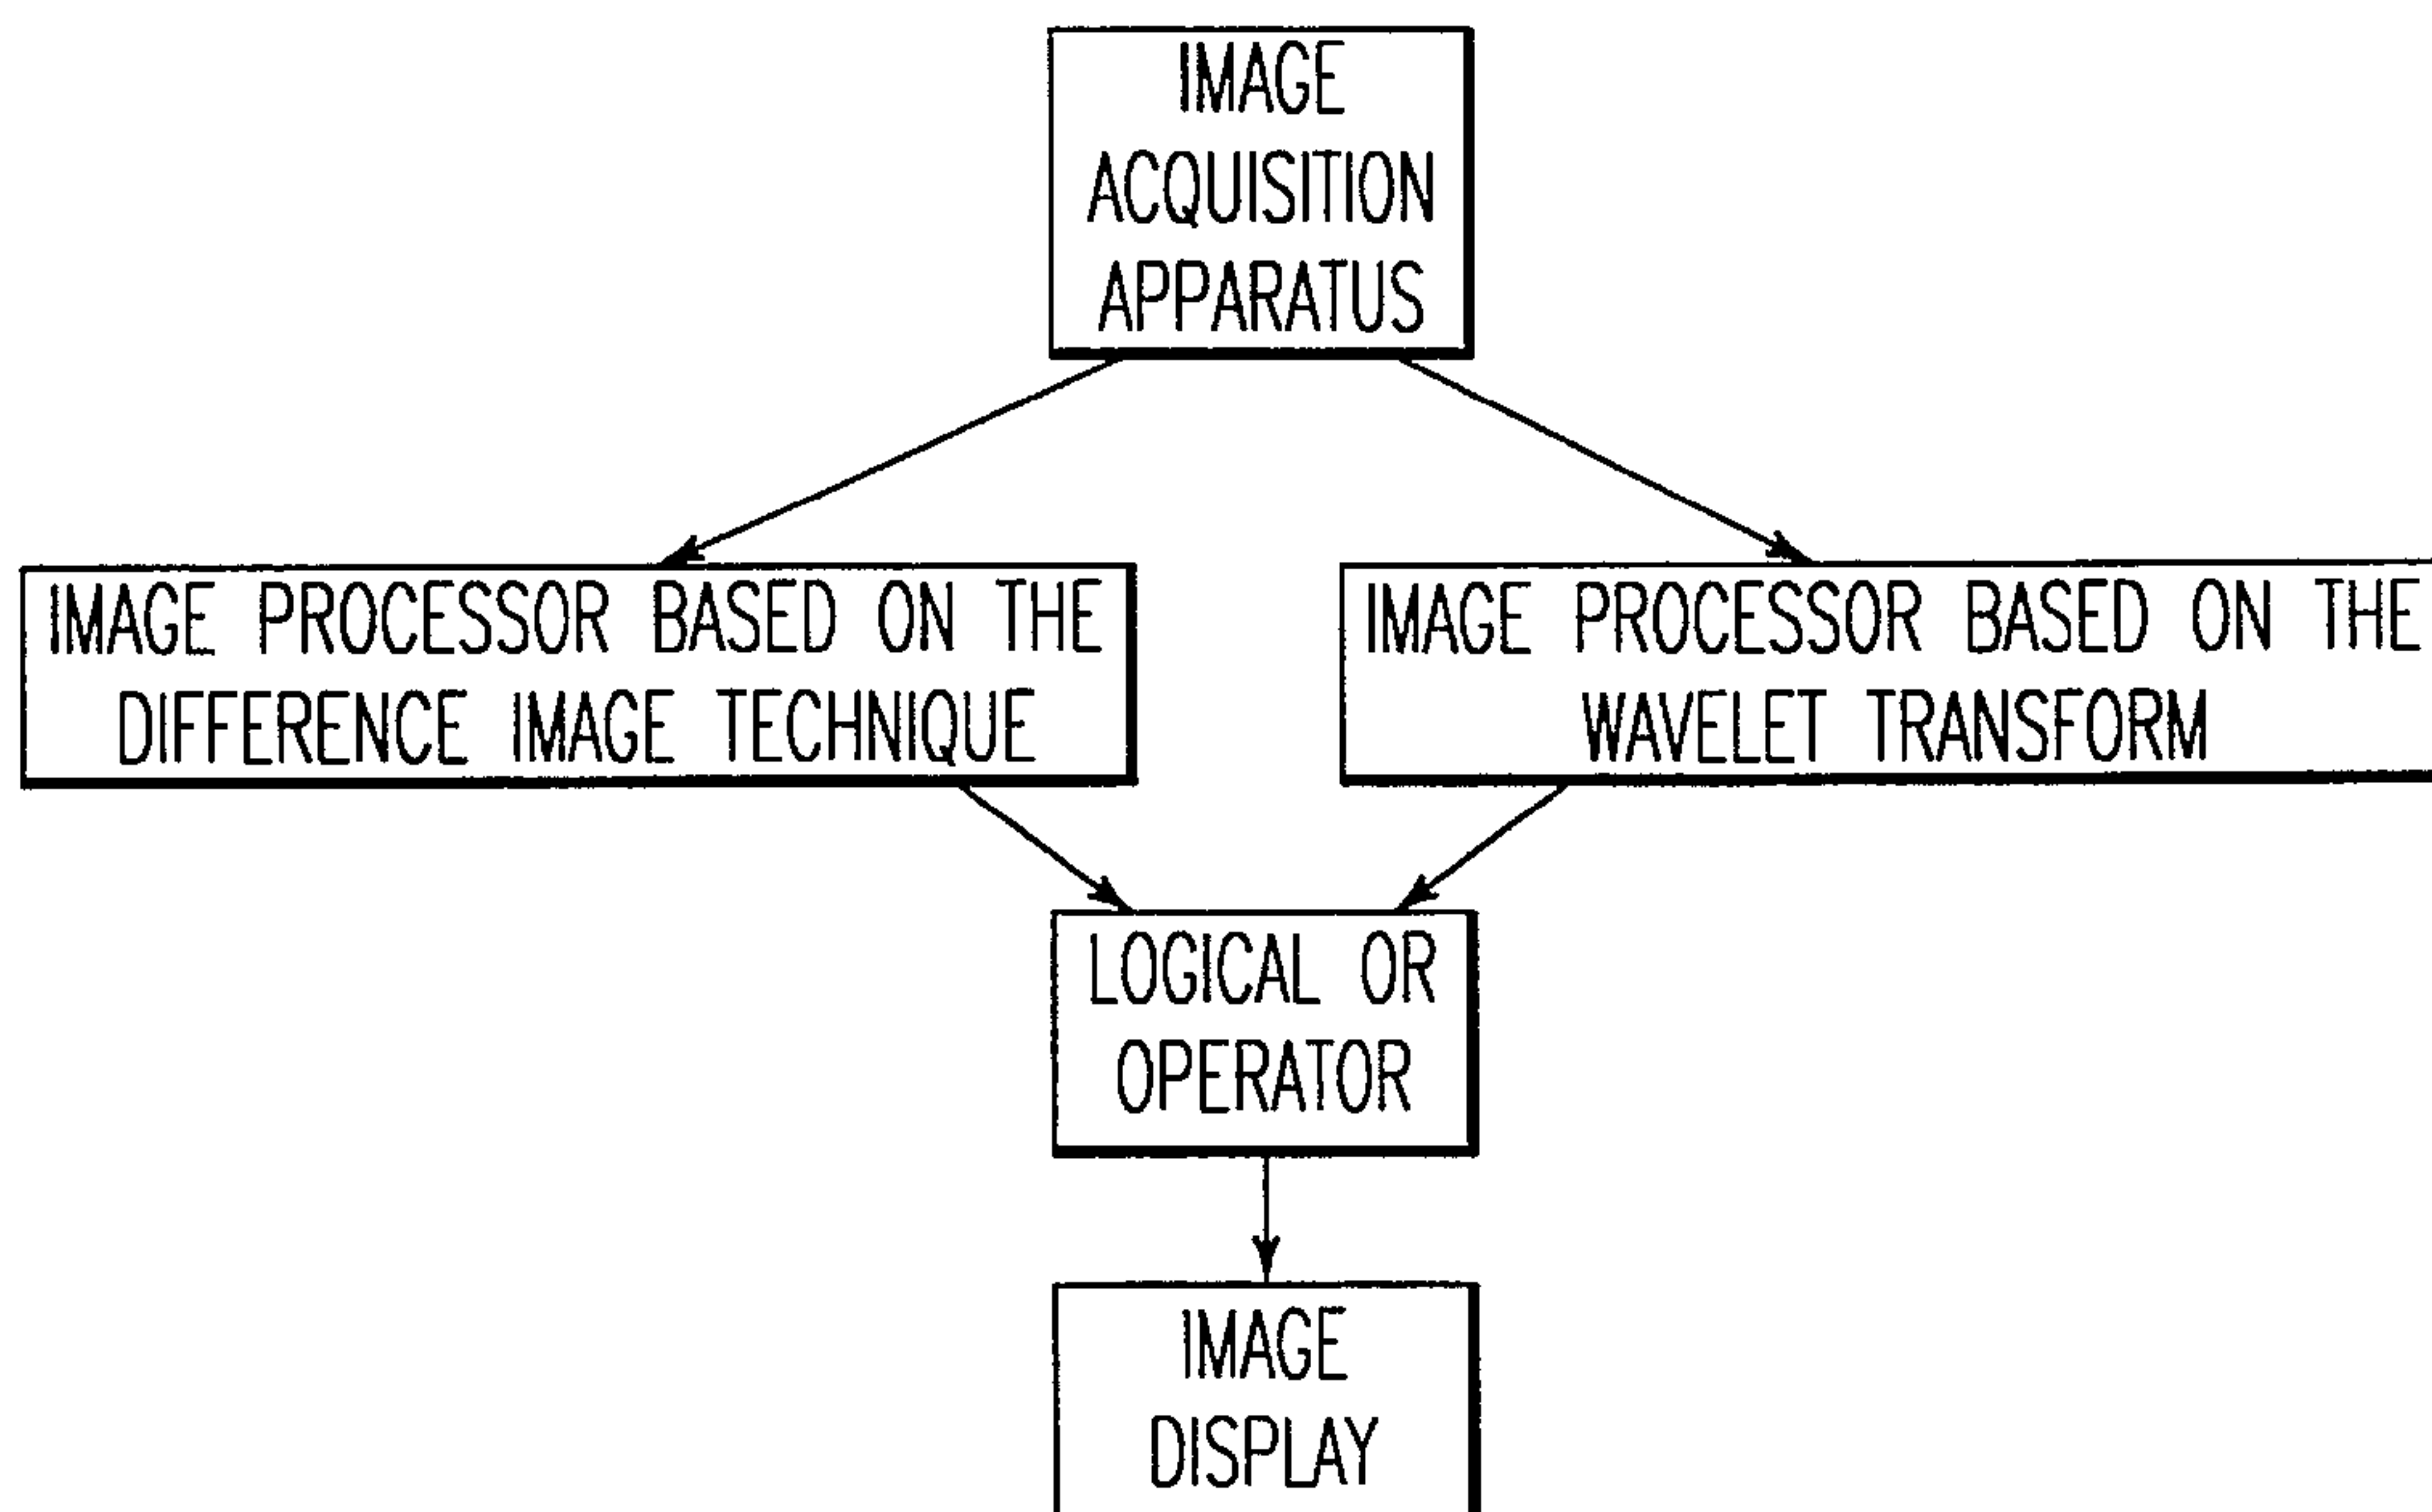 IMAGE
ACQUISITION
APPARATUS
IMAGE PROCESSOR BASED ON THE
DIFFERENCE IMAGE TECHNIQUE
IMAGE PROCESSOR BASED ON THE
WAVELET TRANSFORM
LOGICAL OR
OPERATOR
IMAGE
DISPLAY